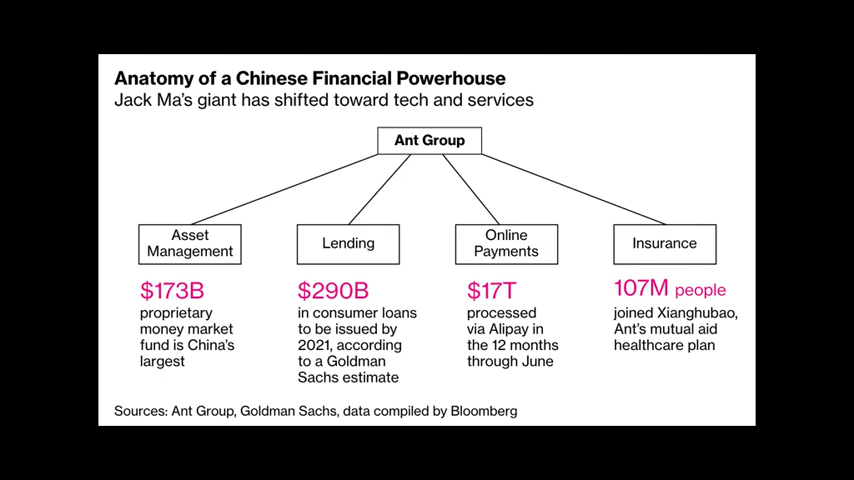 Anatomy of a Chinese Financial Powerhouse
Jack Ma's giant has shifted toward tech and services
Ant Group
Asset
Management
$173B
proprietary
money market
fund is China's
largest
Lending
$290B
in consumer loans
to be issued by
2021, according
to a Goldman
Sachs estimate
Online
Payments
$17T
processed
via Alipay in
the 12 months
through June
Insurance
107M people
joined Xianghubao,
Ant's mutual aid
healthcare plan
Sources: Ant Group, Goldman Sachs, data compiled by Bloomberg